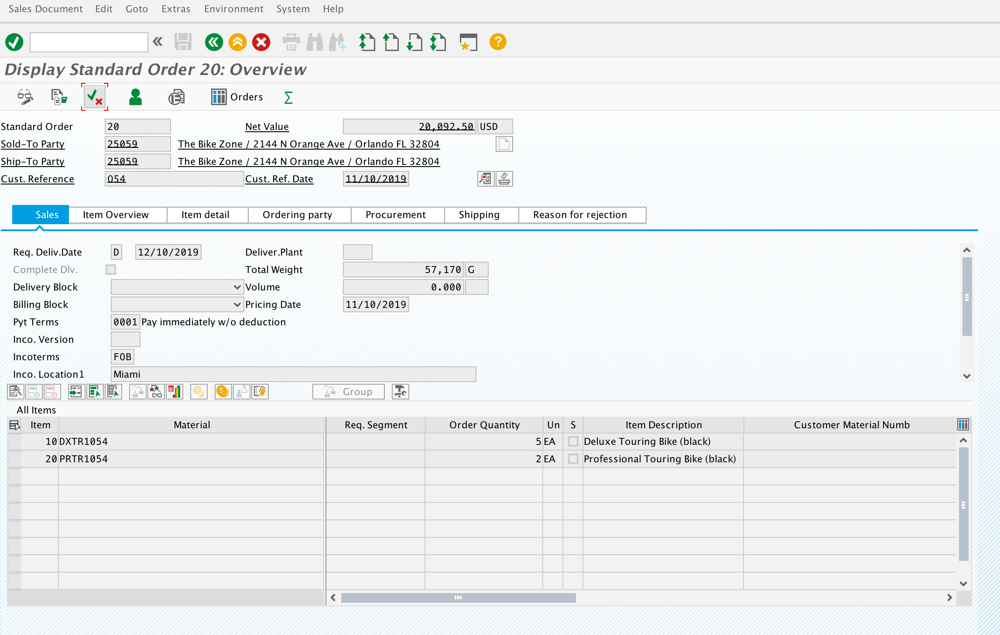 Sales Document Edit Goto Extras Environment System Help
Display Standard Order 20: Overview
Orders
Standard Order 20 Net Value 20,092.50 USD
Sold-To Party 25059 The Bike Zone / 2144 N Orange Ave / Orlando FL 32804
Ship-To Party 25059 The Bike Zone / 2144 N Orange Ave / Orlando FL 32804
Cust. Reference 054 Cust. Ref. Date 11/10/2019
Sales Item Overview Item detail Ordering party Procurement Shipping Reason for rejection
Req. Deliv.Date D 12/10/2019 Deliver.Plant
Complete Dlv. Total Weight 57,170 G
Delivery Block Volume 0.000
Billing Block Pricing Date 11/10/2019
Pyt Terms 0001 Pay immediately w/o deduction
Inco. Version
Incoterms FOB
Inco. Location1 Miami
Group
All Items
Item Material Req. Segment Order Quantity Un S Item Description Customer Material Numb
10 DXTR1054 5 EA Deluxe Touring Bike (black)
20 PRTR1054 2 EA Professional Touring Bike (black)